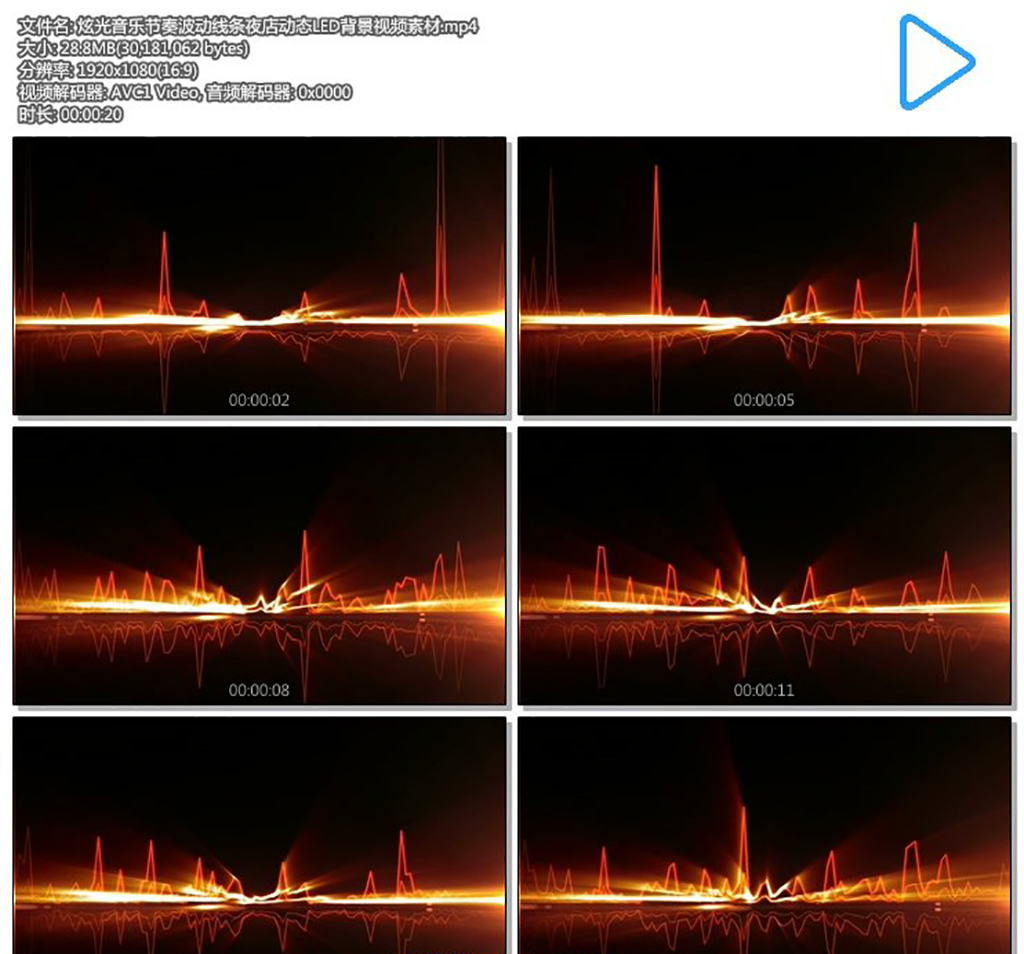 文件名: 炫光音乐节奏波动线条夜店动态LED背景视频素材.mp4
大小: 28.8MB(30,181,062 bytes)
分辨率: 1920x1080(16:9)
视频解码器: AVC1 Video, 音频解码器: 0x0000
时长: 00:00:20
00:00:02
00:00:05
00:00:08
00:00:11